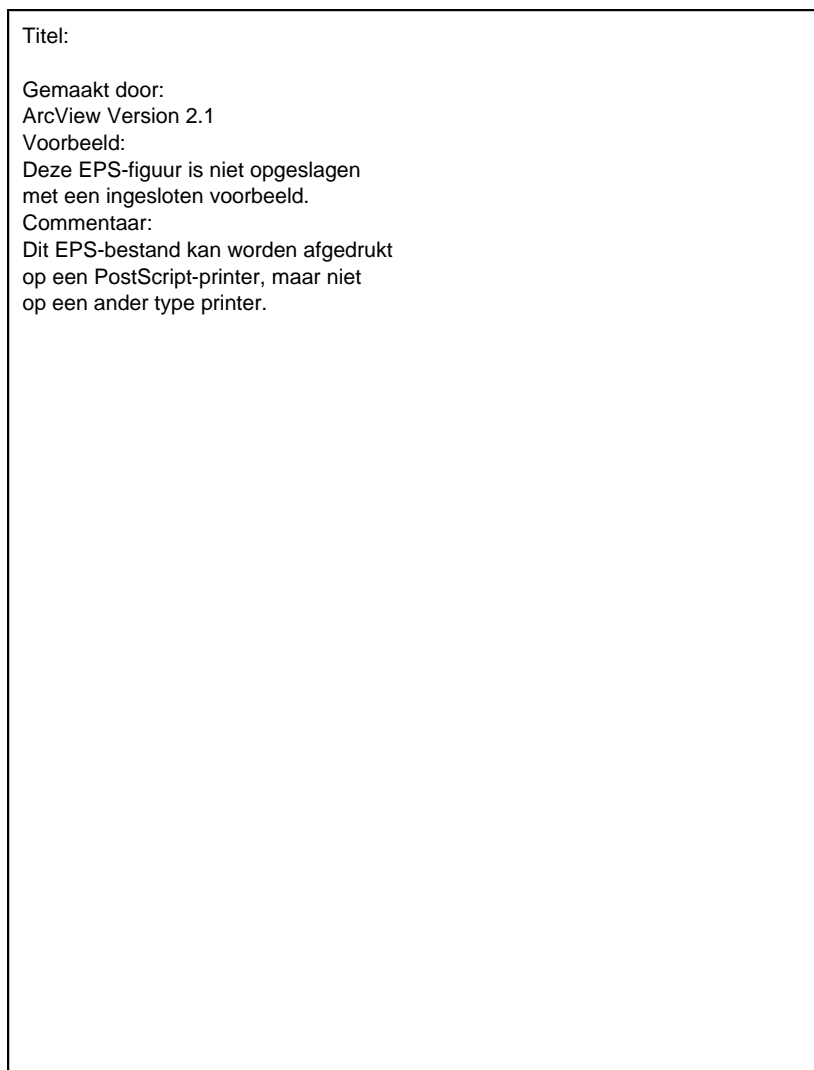 Titel:
Gemaakt door:
ArcView Version 2.1
Voorbeeld:
Deze EPS-figuur is niet opgeslagen
met een ingesloten voorbeeld.
Commentaar:
Dit EPS-bestand kan worden afgedrukt
op een PostScript-printer, maar niet
op een ander type printer.